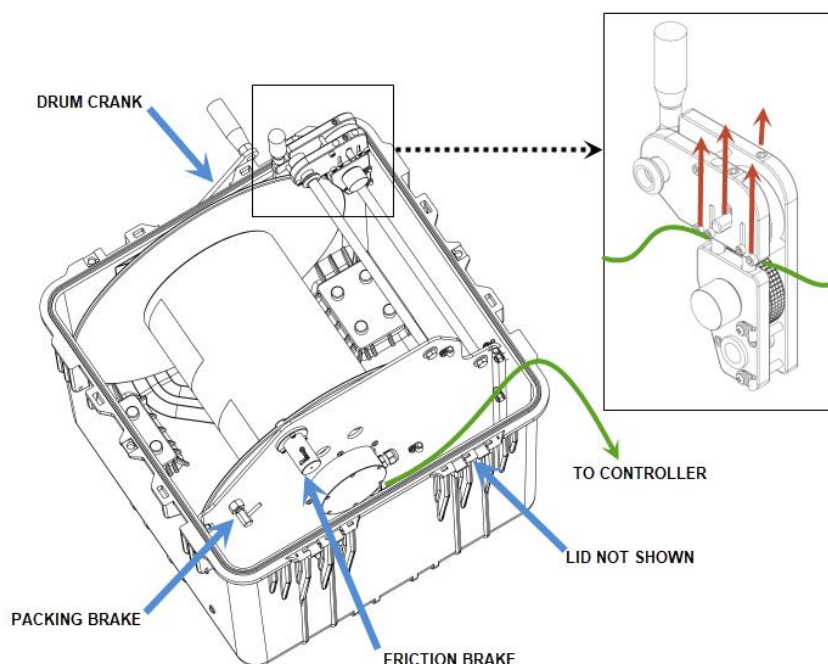 DRUM CRANK
TO CONTROLLER
LID NOT SHOWN
PACKING BRAKE
FRICTION BRAKE